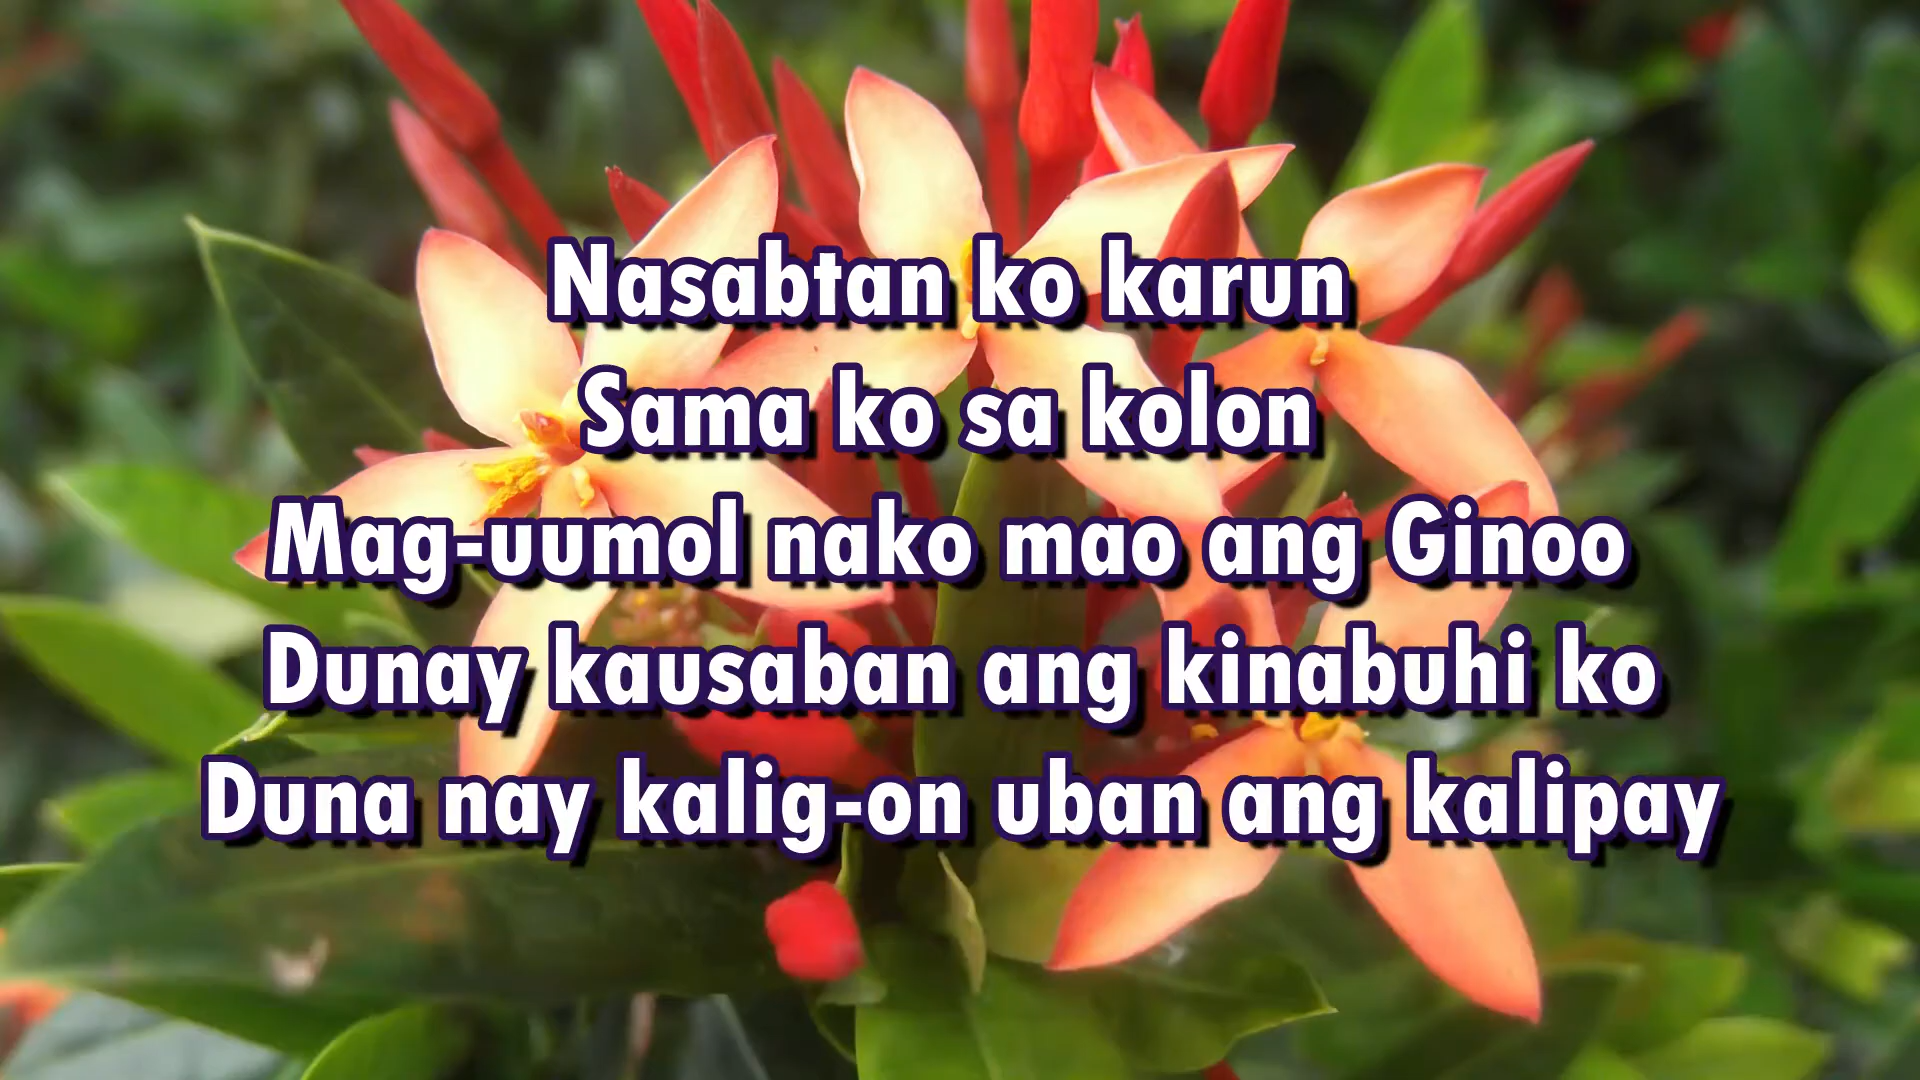 Nasabtan ko karun
Sama ko sa kolon
Mag-uumol nako mao ang Ginoo
Dunay kausaban ang kinabuhi ko
Duna nay kalig-on uban ang kalipay